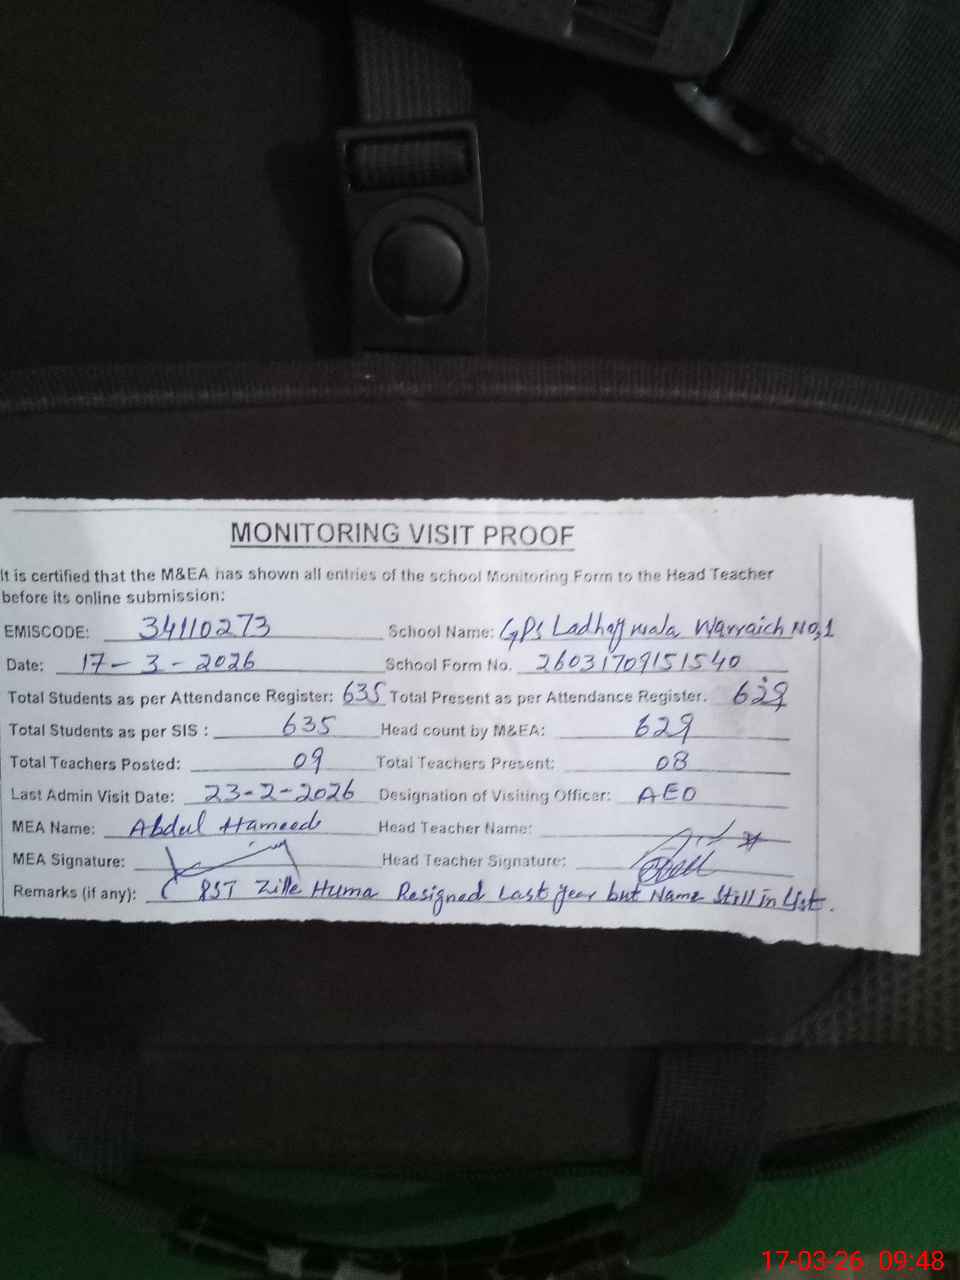 MONITORING VISIT PROOF
It is certified that the M&EA has shown all entries of the school Monitoring Form to the Head Teacher
before its online submission:
EMISCODE: 34110273 School Name: GPS Ladhay wala Warraich NO,1
Date: 17-3-2026 School Form No. 26031709151540
Total Students as per Attendance Register: 635 Total Present as per Attendance Register. 629
Total Students as per SIS : 635 Head count by M&EA: 629
Total Teachers Posted: 09 Total Teachers Present: 08
Last Admin Visit Date: 23-2-2026 Designation of Visiting Officer: AEO
MEA Name: Abdul Hameed Head Teacher Name:
MEA Signature: Head Teacher Signature:
Remarks (if any): PST Zille Huma Resigned Last year but Name Still in List.
17-03-26 09:48